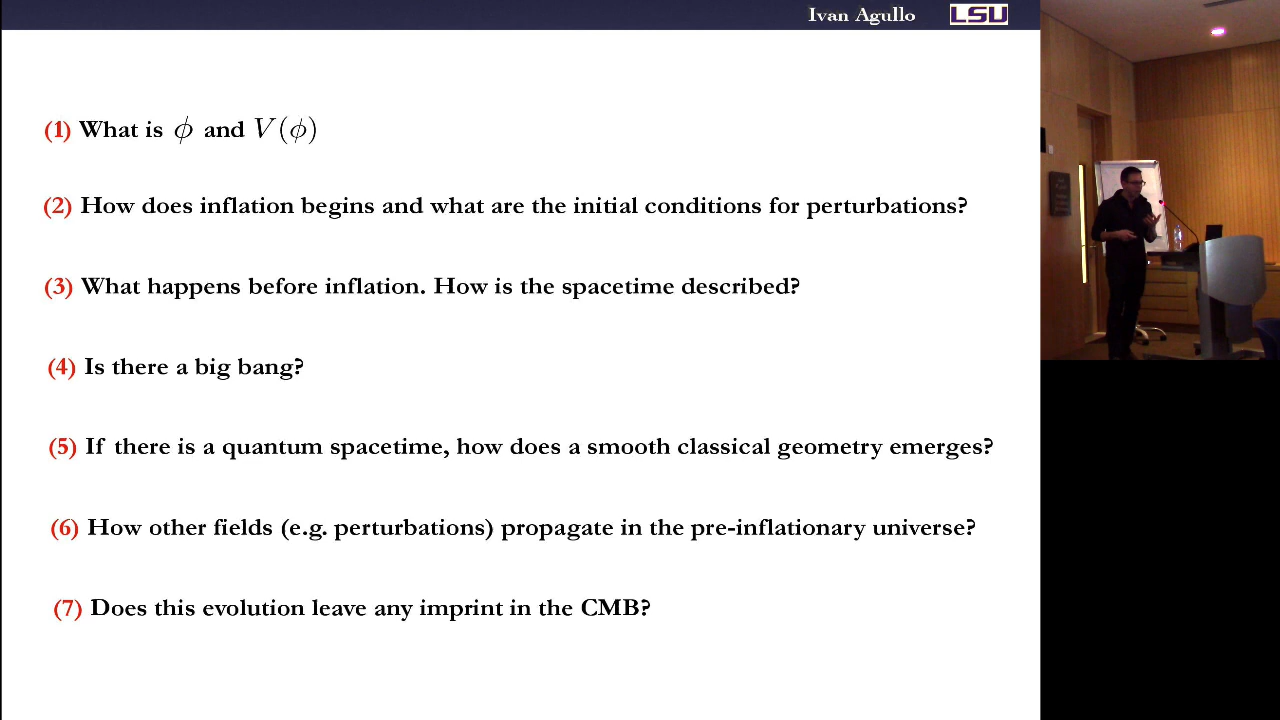 Ivan Agullo LSU
(1) What is ϕ and V(ϕ)
(2) How does inflation begins and what are the initial conditions for perturbations?
(3) What happens before inflation. How is the spacetime described?
(4) Is there a big bang?
(5) If there is a quantum spacetime, how does a smooth classical geometry emerges?
(6) How other fields (e.g. perturbations) propagate in the pre-inflationary universe?
(7) Does this evolution leave any imprint in the CMB?